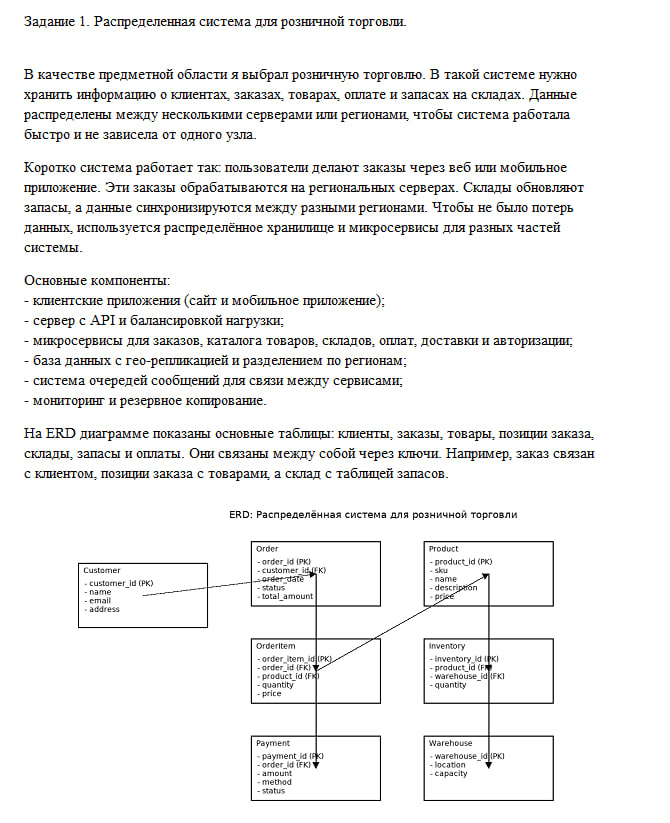 Задание 1. Распределенная система для розничной торговли.
В качестве предметной области я выбрал розничную торговлю. В такой системе нужно
хранить информацию о клиентах, заказах, товарах, оплате и запасах на складах. Данные
распределены между несколькими серверами или регионами, чтобы система работала
быстро и не зависела от одного узла.
Коротко система работает так: пользователи делают заказы через веб или мобильное
приложение. Эти заказы обрабатываются на региональных серверах. Склады обновляют
запасы, а данные синхронизируются между разными регионами. Чтобы не было потерь
данных, используется распределённое хранилище и микросервисы для разных частей
системы.
Основные компоненты:
- клиентские приложения (сайт и мобильное приложение);
- сервер с API и балансировкой нагрузки;
- микросервисы для заказов, каталога товаров, складов, оплат, доставки и авторизации;
- база данных с гео-репликацией и разделением по регионам;
- система очередей сообщений для связи между сервисами;
- мониторинг и резервное копирование.
На ERD диаграмме показаны основные таблицы: клиенты, заказы, товары, позиции заказа,
склады, запасы и оплаты. Они связаны между собой через ключи. Например, заказ связан
с клиентом, позиции заказа с товарами, а склад с таблицей запасов.
ERD: Распределённая система для розничной торговли
Customer
- customer_id (PK)
- name
- email
- address
Order
- order_id (PK)
- customer_id (FK)
- order_date
- status
- total_amount
Product
- product_id (PK)
- sku
- name
- description
- price
OrderItem
- order_item_id (PK)
- order_id (FK)
- product_id (FK)
- quantity
- price
Inventory
- inventory_id (PK)
- product_id (FK)
- warehouse_id (FK)
- quantity
Payment
- payment_id (PK)
- order_id (FK)
- amount
- method
- status
Warehouse
- warehouse_id (PK)
- location
- capacity